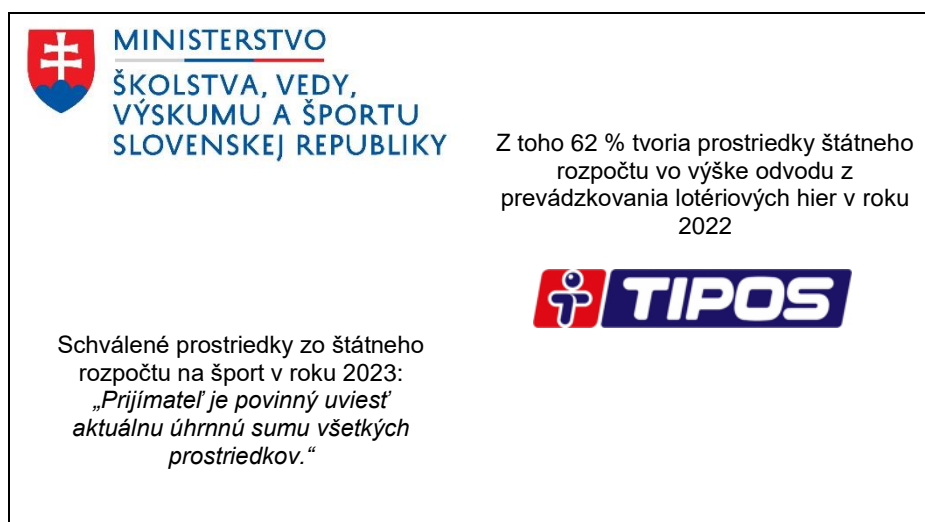 MINISTERSTVO
ŠKOLSTVA, VEDY,
VÝSKUMU A ŠPORTU
SLOVENSKEJ REPUBLIKY
Z toho 62 % tvoria prostriedky štátneho
rozpočtu vo výške odvodu z
prevádzkovania lotériových hier v roku
2022
TIPOS
Schválené prostriedky zo štátneho
rozpočtu na šport v roku 2023:
„Prijímateľ je povinný uviesť
aktuálnu úhrnnú sumu všetkých
prostriedkov.“